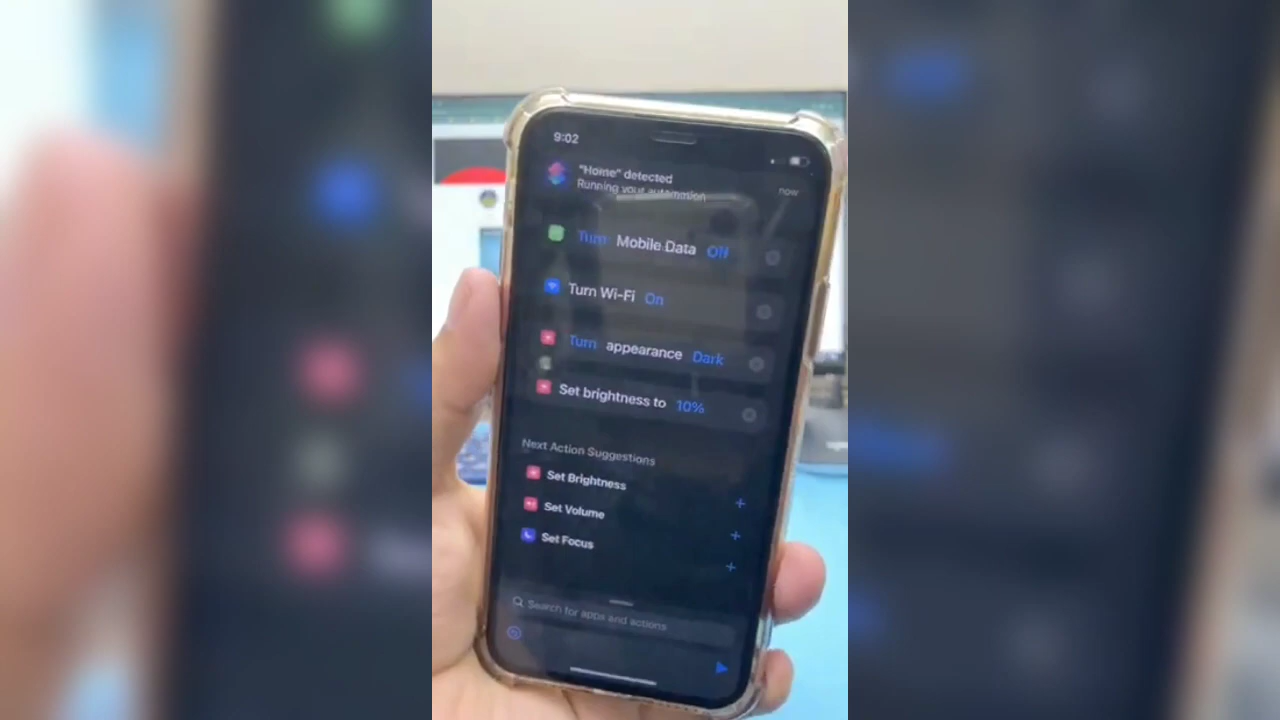 9:02
"Home" detected
now
Running your automation
Turn Mobile Data Off
Turn Wi-Fi On
Turn appearance Dark
Set brightness to 10%
Next Action Suggestions
Set Brightness
Set Volume
Set Focus
Search for apps and actions